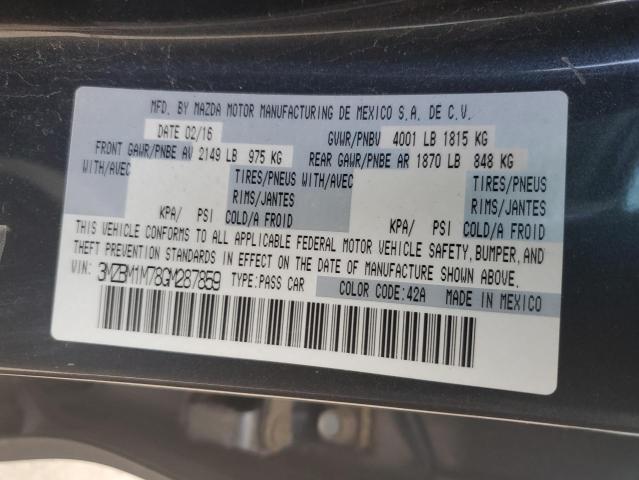 MFD. BY MAZDA MOTOR MANUFACTURING DE MEXICO S.A. DE C.V.
DATE 02/16 GVWR/PNBV 4001 LB 1815 KG
FRONT GAWR/PNBE AV 2149 LB 975 KG REAR GAWR/PNBE AR 1870 LB 848 KG
WITH/AVEC TIRES/PNEUS WITH/AVEC TIRES/PNEUS
RIMS/JANTES RIMS/JANTES
KPA/ PSI COLD/A FROID KPA/ PSI COLD/A FROID
THIS VEHICLE CONFORMS TO ALL APPLICABLE FEDERAL MOTOR VEHICLE SAFETY, BUMPER, AND
THEFT PREVENTION STANDARDS IN EFFECT ON THE DATE OF MANUFACTURE SHOWN ABOVE.
VIN: 3MZBM1M78GM287859 TYPE:PASS CAR COLOR CODE:42A MADE IN MEXICO